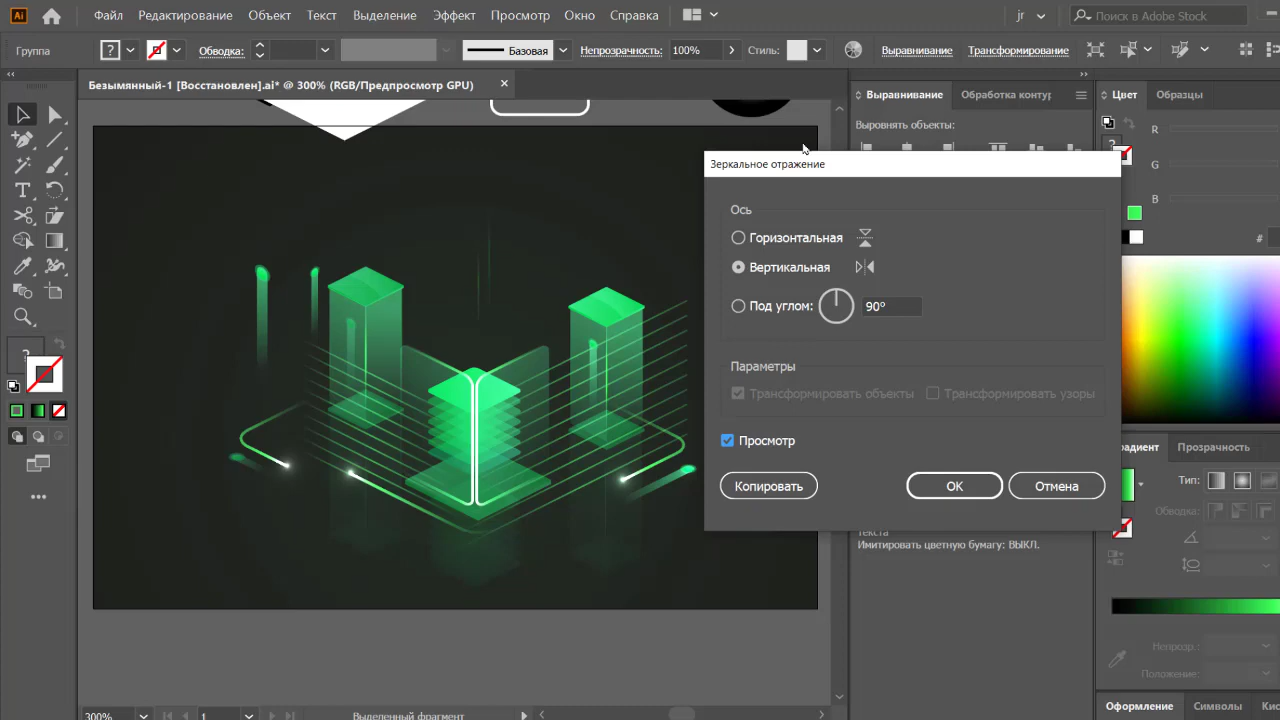 Ai Файл Редактирование Объект Текст Выделение Эффект Просмотр Окно Справка jr Поиск в Adobe Stock
Группа ? Обводка: Базовая Непрозрачность: 100% Стиль: Выравнивание Трансформирование
Безымянный-1 [Восстановлен].ai* @ 300% (RGB/Предпросмотр GPU)
Выравнивание Обработка контур Цвет Образцы
Выровнять объекты:
R
G
B
#
Зеркальное отражение
Ось
Горизонтальная
Вертикальная
Под углом: 90°
Параметры
Трансформировать объекты Трансформировать узоры
Просмотр
Копировать ОК Отмена
T
?
текста
Имитировать цветную бумагу: ВЫКЛ.
адиент Прозрачность
Тип:
Обводка:
Непрозр.:
Положение:
Оформление Символы Кис
300% 1 Выделенный фрагмент